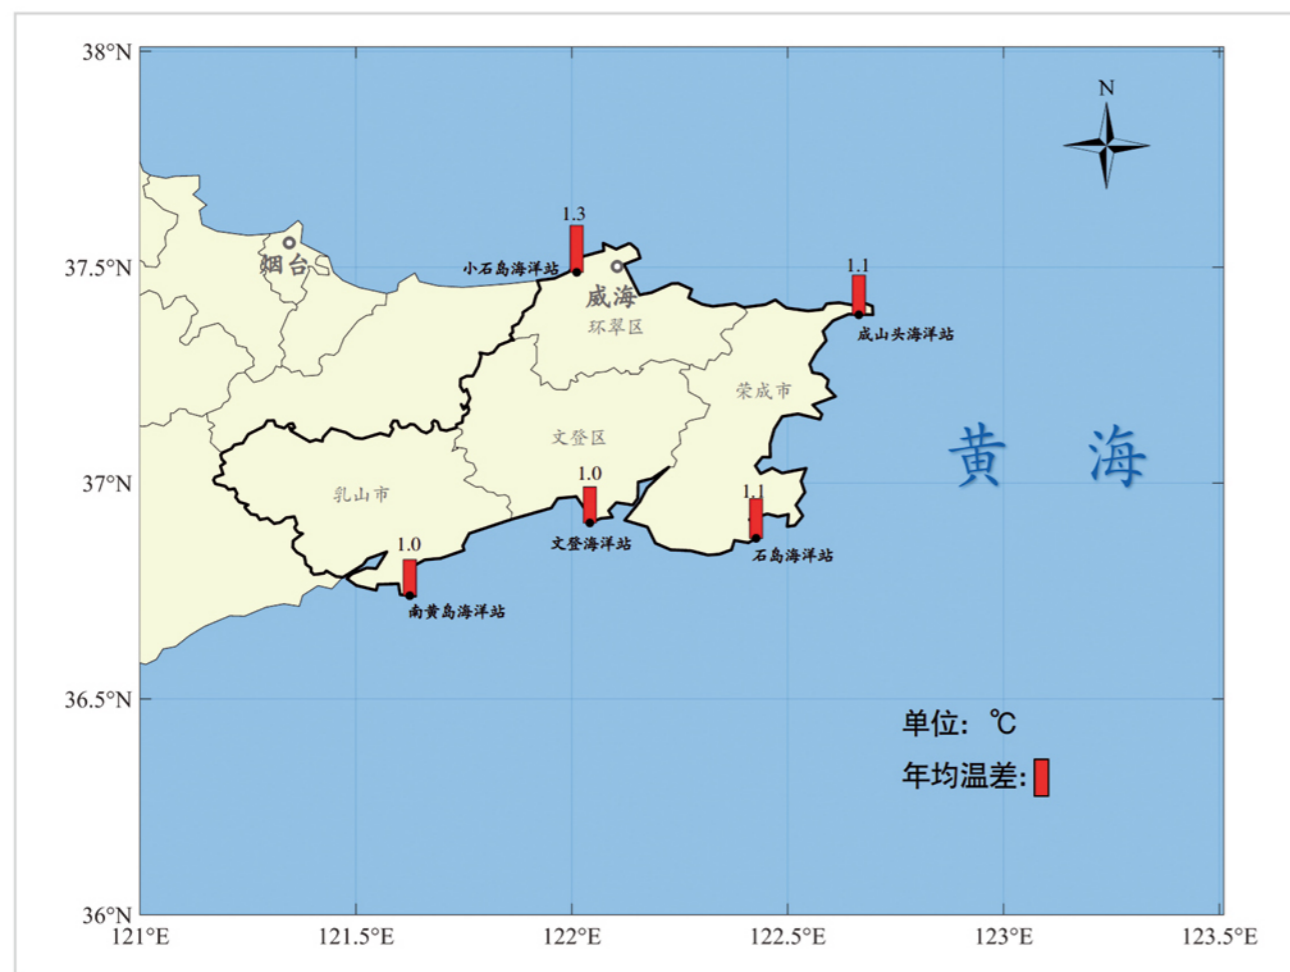 38°N
N
1.3
37.5°N
烟台
小石岛海洋站
1.1
威海
环翠区
成山头海洋站
荣成市
黄 海
文登区
37°N
乳山市
1.0
1.1
文登海洋站
石岛海洋站
1.0
南黄岛海洋站
36.5°N
单位: ℃
年均温差:
36°N
121°E
121.5°E
122°E
122.5°E
123°E
123.5°E